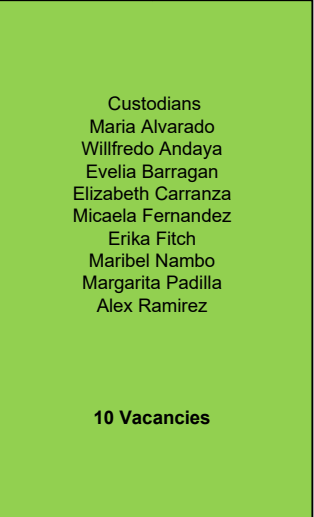 Custodians
Maria Alvarado
Willfredo Andaya
Evelia Barragan
Elizabeth Carranza
Micaela Fernandez
Erika Fitch
Maribel Nambo
Margarita Padilla
Alex Ramirez
10 Vacancies